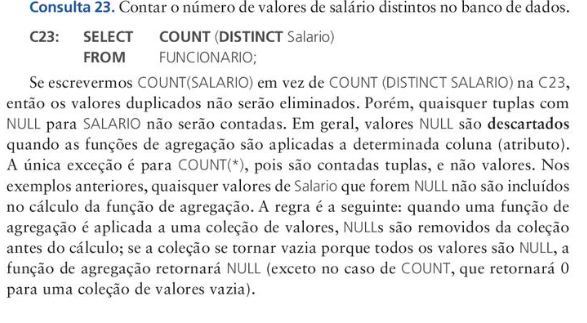 Consulta 23. Contar o número de valores de salário distintos no banco de dados.
C23: SELECT COUNT (DISTINCT Salario)
FROM FUNCIONARIO;
Se escrevermos COUNT(SALARIO) em vez de COUNT (DISTINCT SALARIO) na C23,
então os valores duplicados não serão eliminados. Porém, quaisquer tuplas com
NULL para SALARIO não serão contadas. Em geral, valores NULL são descartados
quando as funções de agregação são aplicadas a determinada coluna (atributo).
A única exceção é para COUNT(*), pois são contadas tuplas, e não valores. Nos
exemplos anteriores, quaisquer valores de Salario que forem NULL não são incluídos
no cálculo da função de agregação. A regra é a seguinte: quando uma função de
agregação é aplicada a uma coleção de valores, NULLs são removidos da coleção
antes do cálculo; se a coleção se tornar vazia porque todos os valores são NULL, a
função de agregação retornará NULL (exceto no caso de COUNT, que retornará 0
para uma coleção de valores vazia).